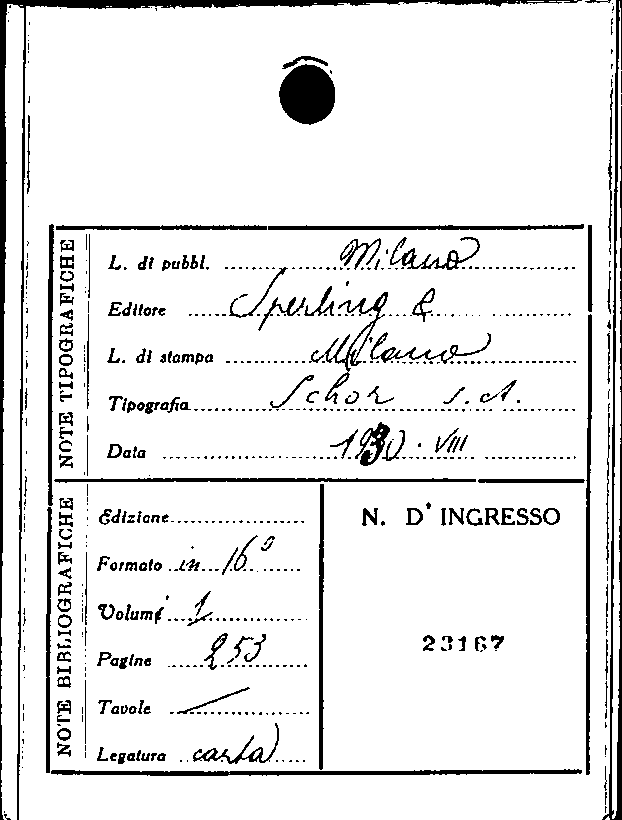 NOTE TIPOGRAFICHE
L. di pubbl. Milano
Editore Sperling &
L. di stampa Milano
Tipografia Schor s.A.
Data 1930 · VIII
NOTE BIBLIOGRAFICHE
Edizione
Formato in 16º
Volumi 1
Pagine 253
Tavole /
Legatura carta
N. D' INGRESSO
23167